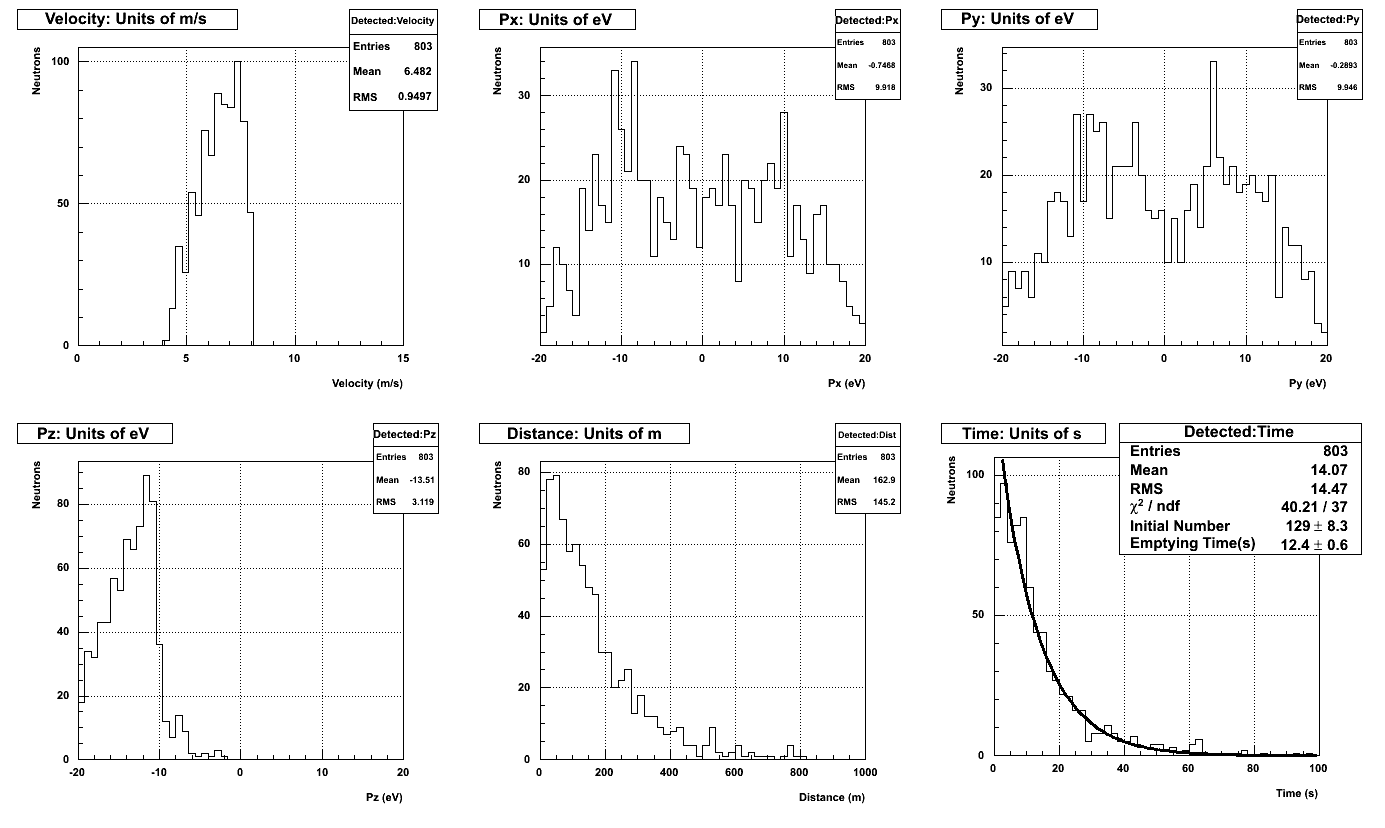 Velocity: Units of m/s
Neutrons
100
50
0
0 5 10 15
Velocity (m/s)
Detected:Velocity
Entries 803
Mean 6.482
RMS 0.9497
Px: Units of eV
Neutrons
30
20
10
-20 -10 0 10 20
Px (eV)
Detected:Px
Entries 803
Mean -0.7468
RMS 9.918
Py: Units of eV
Neutrons
30
20
10
-20 -10 0 10 20
Py (eV)
Detected:Py
Entries 803
Mean -0.2893
RMS 9.946
Pz: Units of eV
Neutrons
80
60
40
20
0
-20 -10 0 10 20
Pz (eV)
Detected:Pz
Entries 803
Mean -13.51
RMS 3.119
Distance: Units of m
Neutrons
80
60
40
20
0
0 200 400 600 800 1000
Distance (m)
Detected:Dist
Entries 803
Mean 162.9
RMS 145.2
Time: Units of s
Neutrons
100
50
0
0 20 40 60 80 100
Time (s)
Detected:Time
Entries 803
Mean 14.07
RMS 14.47
χ² / ndf 40.21 / 37
Initial Number 129 ± 8.3
Emptying Time(s) 12.4 ± 0.6